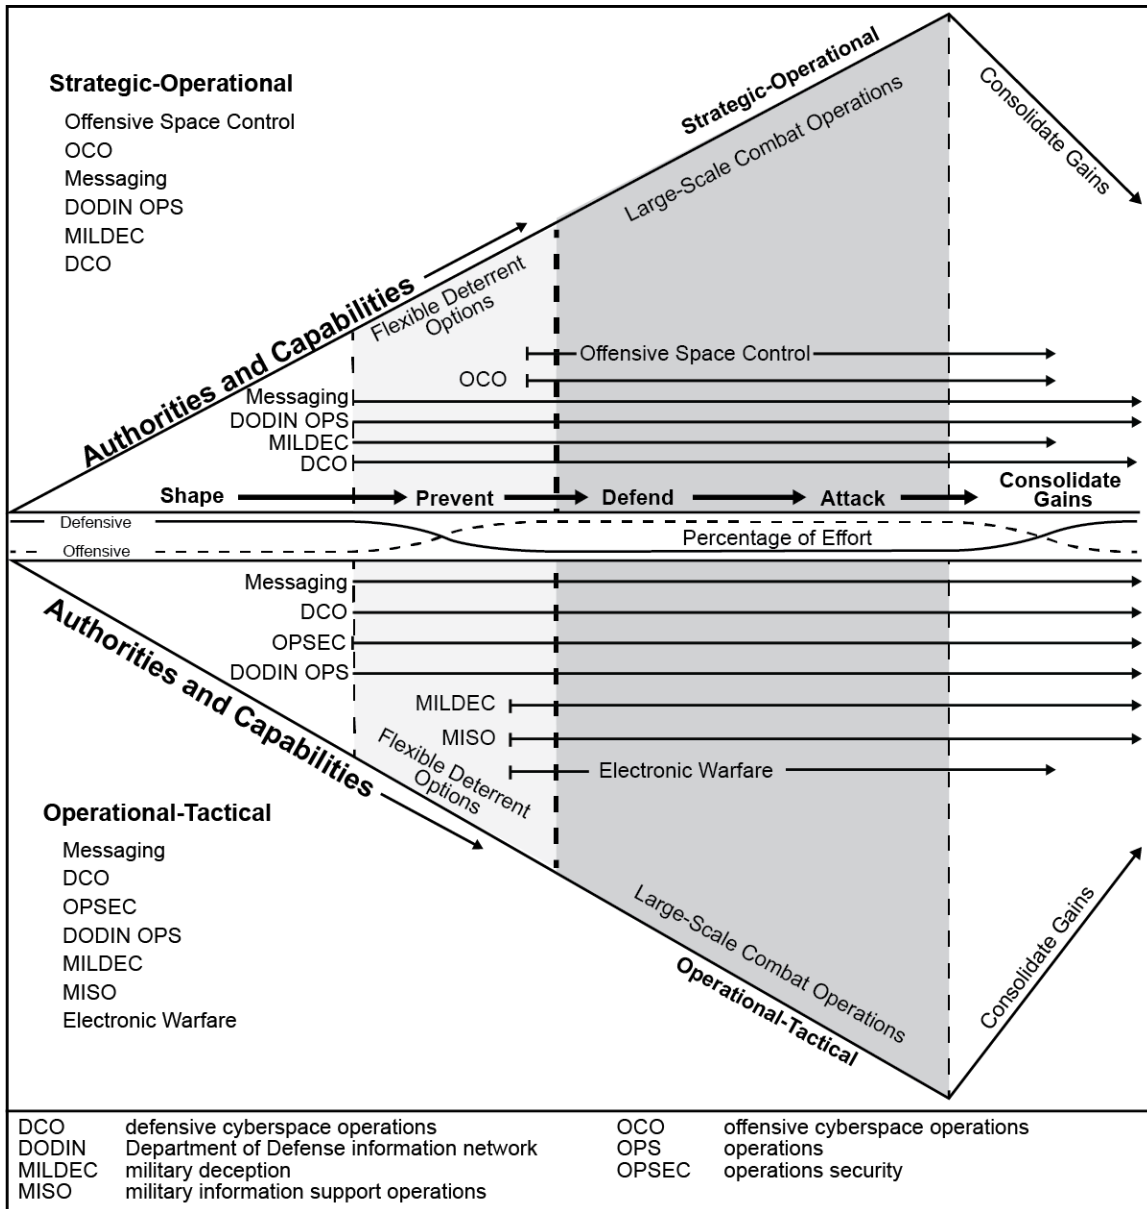 Strategic-Operational
Offensive Space Control
OCO
Messaging
DODIN OPS
MILDEC
DCO
Authorities and Capabilities
Strategic-Operational
Large-Scale Combat Operations
Consolidate Gains
Flexible Deterrent
Options
Offensive Space Control
OCO
Messaging
DODIN OPS
MILDEC
DCO
Shape
Prevent
Defend
Attack
Consolidate
Gains
Defensive
Offensive
Percentage of Effort
Messaging
DCO
OPSEC
DODIN OPS
MILDEC
MISO
Electronic Warfare
Authorities and Capabilities
Flexible Deterrent
Options
Large-Scale Combat Operations
Operational-Tactical
Consolidate Gains
Operational-Tactical
Messaging
DCO
OPSEC
DODIN OPS
MILDEC
MISO
Electronic Warfare
DCO defensive cyberspace operations
DODIN Department of Defense information network
MILDEC military deception
MISO military information support operations
OCO offensive cyberspace operations
OPS operations
OPSEC operations security